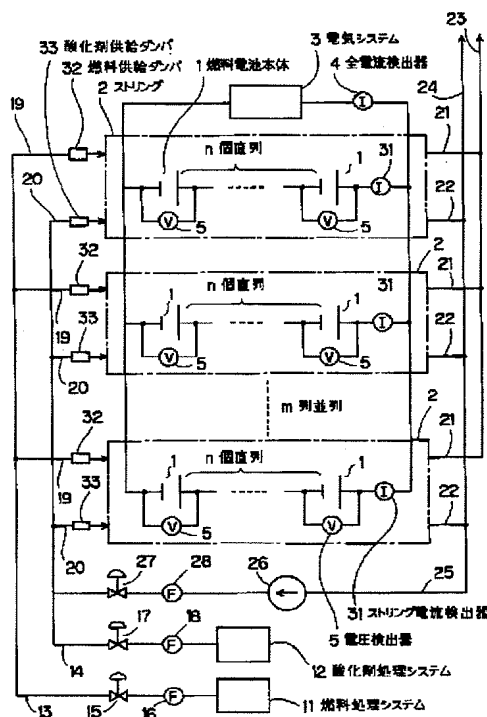 33 酸化剤供給ダンパ
32 燃料供給ダンパ
2 ストリング
1 燃料電池本体
3 電気システム
4 全電流検出器
23
24
19
20
n 個直列
1
31
I
V
5
V
5
21
22
32
2
31
1
n 個直列
1
I
19
33
20
V
5
V
5
21
22
m 列並列
32
2
1
n 個直列
1
I
19
33
20
V
5
V
21
22
27
28
26
25
F
31 ストリング電流検出器
5 電圧検出器
17
18
14
F
12 酸化剤処理システム
13
15
16
F
11 燃料処理システム